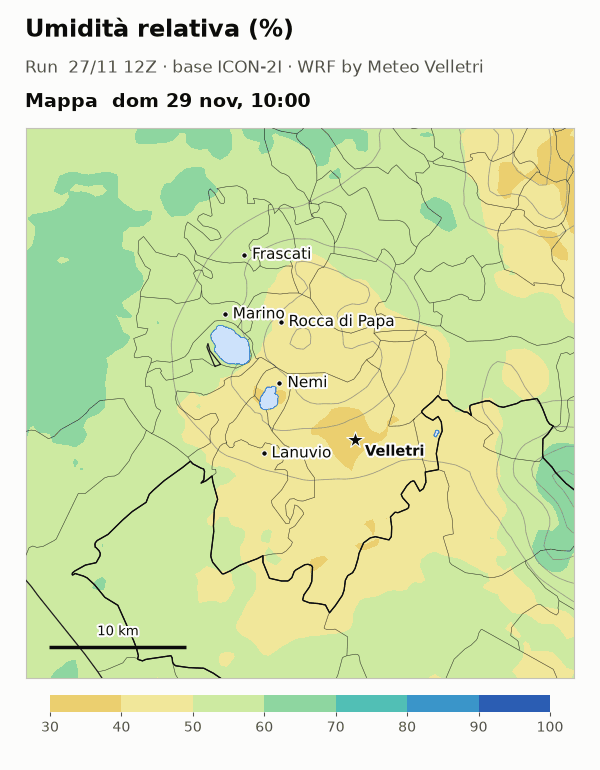 Umidità relativa (%)
Run  27/11 12Z · base ICON-2I · WRF by Meteo Velletri
Mappa  dom 29 nov, 10:00
Frascati
Marino
Rocca di Papa
Nemi
Lanuvio
Velletri
10 km
30 40 50 60 70 80 90 100